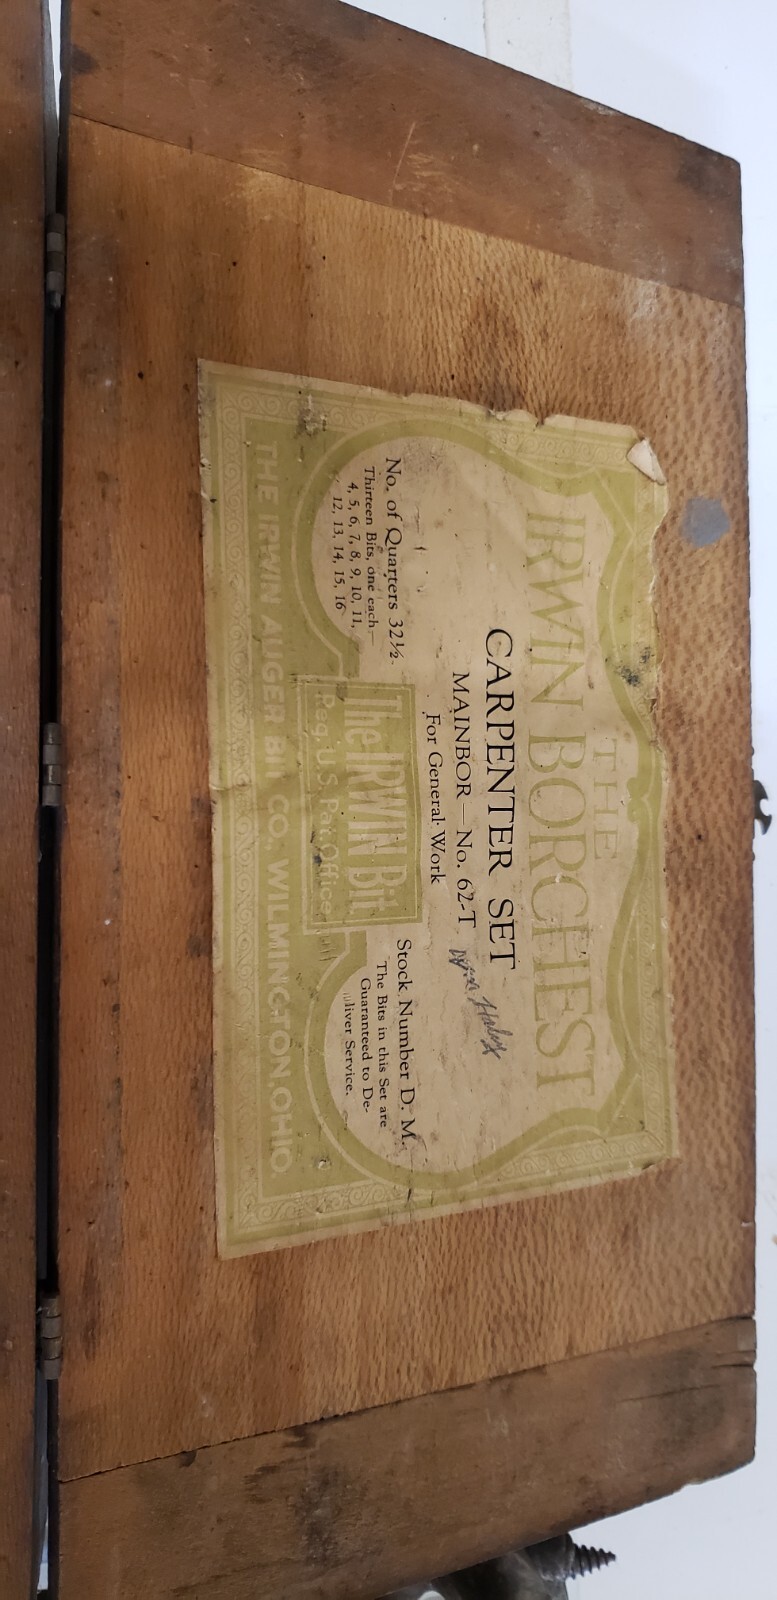 THE
IRWIN BORCHEST
CARPENTER SET
MAINBOR — No. 62-T
For General Work
No. of Quarters 32½.
Thirteen Bits, one each—
4, 5, 6, 7, 8, 9, 10, 11,
12, 13, 14, 15, 16
The IRWIN Bit
Reg. U.S. Pat. Office
Stock Number D. M.
The Bits in this Set are
Guaranteed to De-
liver Service.
THE IRWIN AUGER BIT CO. WILMINGTON, OHIO